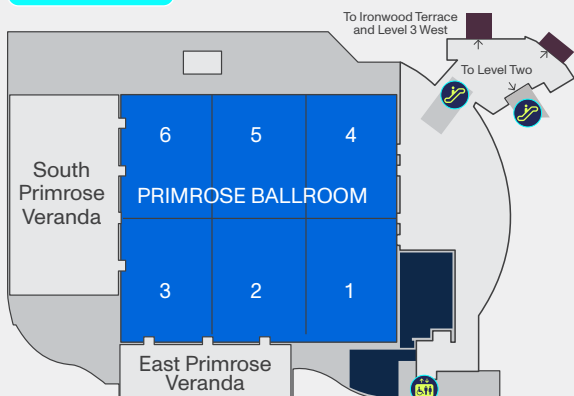 To Ironwood Terrace
and Level 3 West
To Level Two
6
5
4
South
Primrose
Veranda
PRIMROSE BALLROOM
3
2
1
East Primrose
Veranda